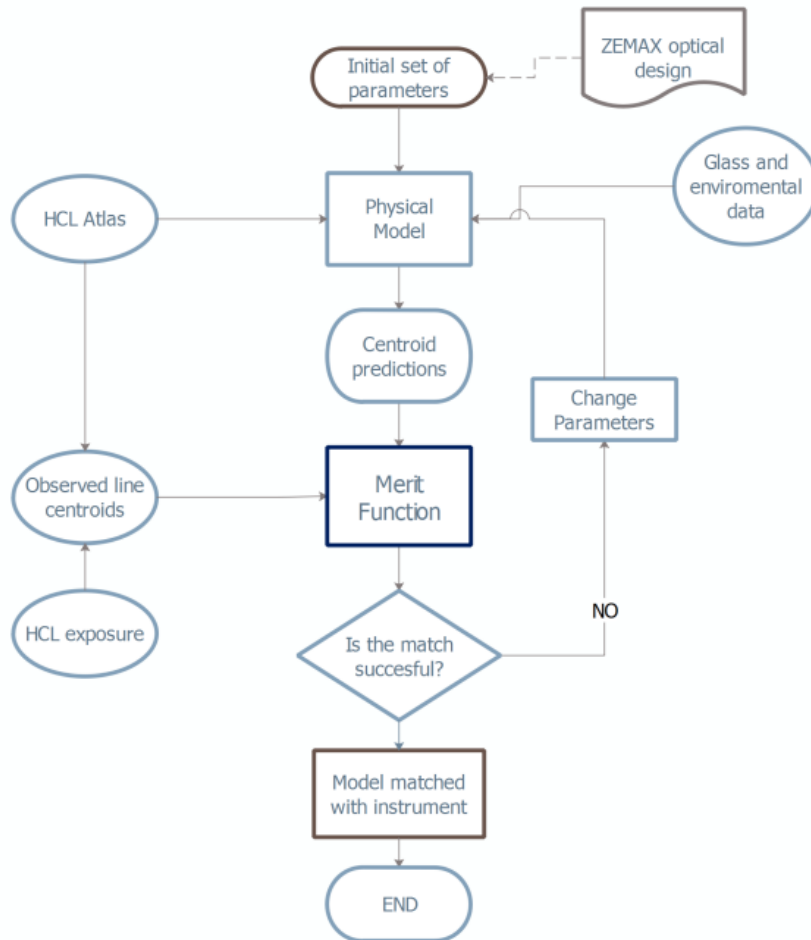 ZEMAX optical
design
Initial set of
parameters
Glass and
enviromental
data
HCL Atlas
Physical
Model
Centroid
predictions
Change
Parameters
Observed line
centroids
Merit
Function
HCL exposure
NO
Is the match
succesful?
Model matched
with instrument
END